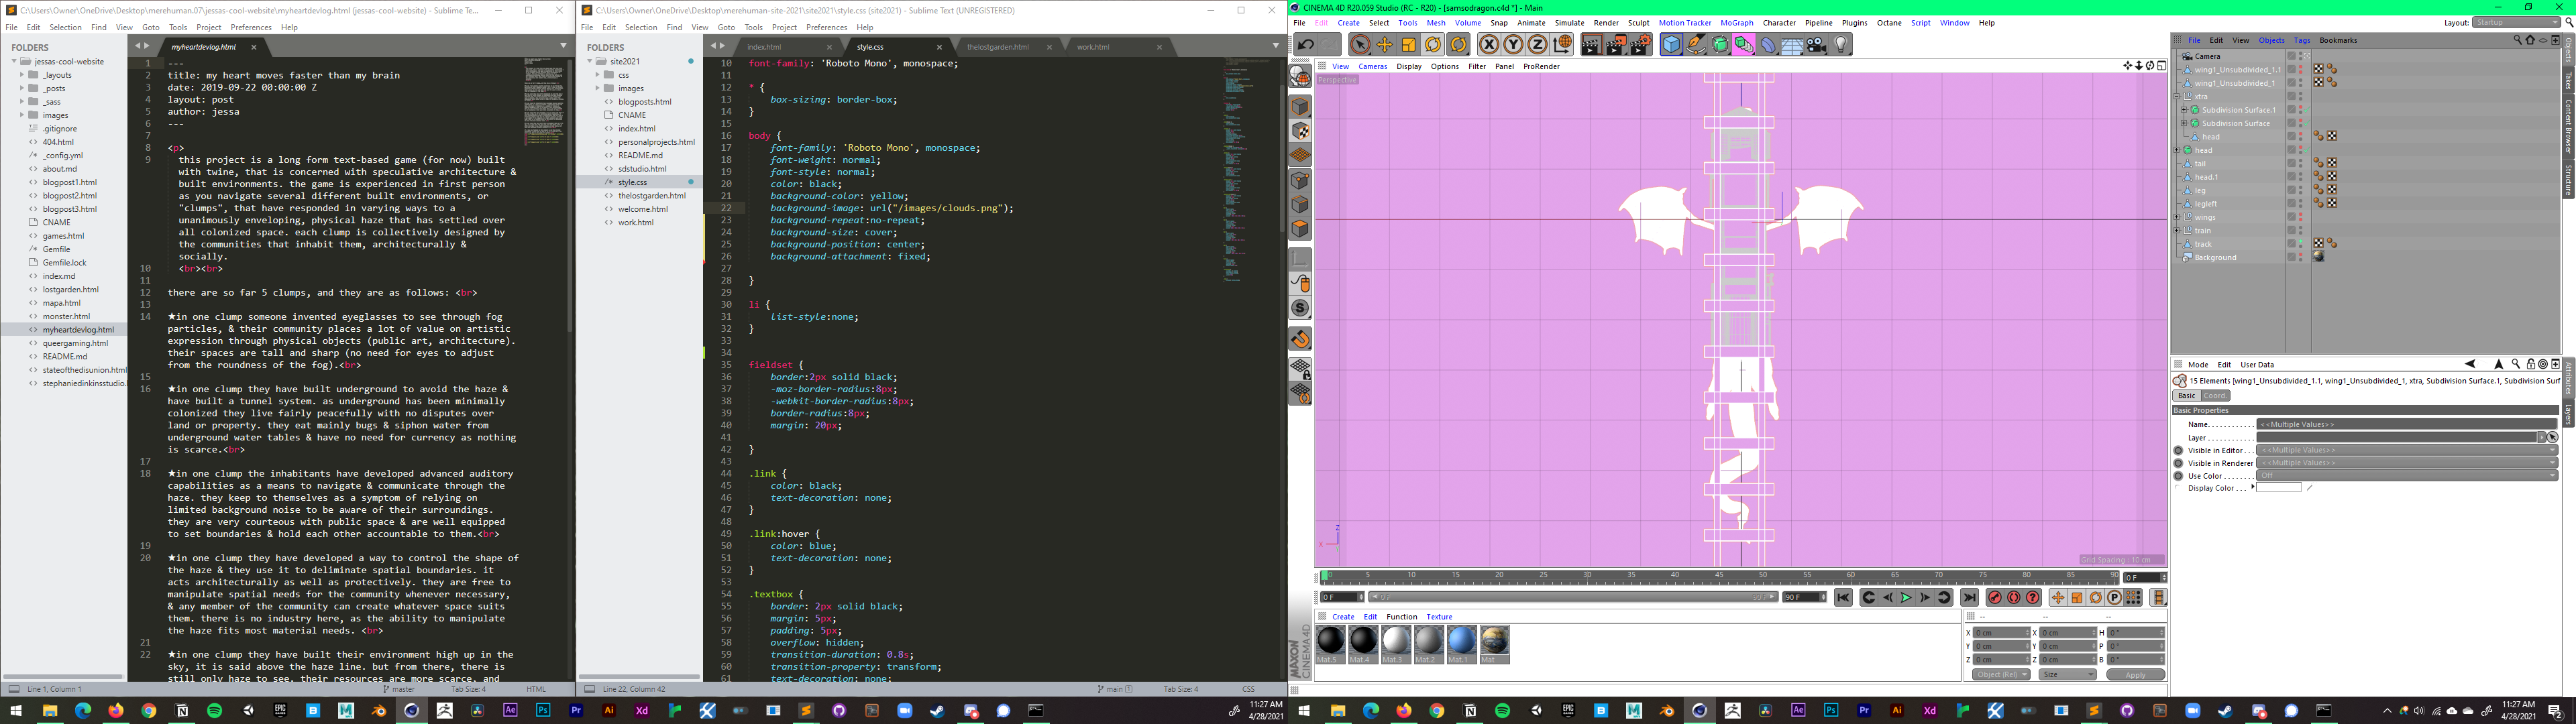 C:\Users\Owner\OneDrive\Desktop\merehuman.07\jessas-cool-website\myheartdevlog.html (jessas-cool-website) - Sublime Te...
File Edit Selection Find View Goto Tools Project Preferences Help
FOLDERS
jessas-cool-website
_layouts
_posts
_sass
images
.gitignore
404.html
_config.yml
about.md
blogpost1.html
blogpost2.html
blogpost3.html
CNAME
games.html
Gemfile
Gemfile.lock
index.md
lostgarden.html
mapa.html
monster.html
myheartdevlog.html
queergaming.html
README.md
stateofthedisunion.html
stephaniedinkinsstudio.l
myheartdevlog.html
1 ---
2 title: my heart moves faster than my brain
3 date: 2019-09-22 00:00:00 Z
4 layout: post
5 author: jessa
6 ---
7
8 <p>
9 this project is a long form text-based game (for now) built
with twine, that is concerned with speculative architecture &
built environments. the game is experienced in first person
as you navigate several different built environments, or
"clumps", that have responded in varying ways to a
unanimously enveloping, physical haze that has settled over
all colonized space. each clump is collectively designed by
the communities that inhabit them, architecturally &
socially.
10 <br><br>
11
12 there are so far 5 clumps, and they are as follows: <br>
13
14 ★in one clump someone invented eyeglasses to see through fog
particles, & their community places a lot of value on artistic
expression through physical objects (public art, architecture).
their spaces are tall and sharp (no need for eyes to adjust
from the roundness of the fog).<br>
15
16 ★in one clump they have built underground to avoid the haze &
have built a tunnel system. as underground has been minimally
colonized they live fairly peacefully with no disputes over
land or property. they eat mainly bugs & siphon water from
underground water tables & have no need for currency as nothing
is scarce.<br>
17
18 ★in one clump the inhabitants have developed advanced auditory
capabilities as a means to navigate & communicate through the
haze. they keep to themselves as a symptom of relying on
limited background noise to be aware of their surroundings.
they are very courteous with public space & are well equipped
to set boundaries & hold each other accountable to them.<br>
19
20 ★in one clump they have developed a way to control the shape of
the haze & they use it to deliminate spatial boundaries. it
acts architecturally as well as protectively. they are free to
manipulate spatial needs for the community whenever necessary,
& any member of the community can create whatever space suits
them. there is no industry here, as the ability to manipulate
the haze fits most material needs. <br>
21
22 ★in one clump they have built their environment high up in the
sky, it is said above the haze line. but from there, there is
still only haze to see. their resources are more scarce, and
Line 1, Column 1 master Tab Size: 4 HTML
C:\Users\Owner\OneDrive\Desktop\merehuman-site-2021\site2021\style.css (site2021) - Sublime Text (UNREGISTERED)
File Edit Selection Find View Goto Tools Project Preferences Help
FOLDERS
site2021
css
images
blogposts.html
CNAME
index.html
personalprojects.html
README.md
sdstudio.html
style.css
thelostgarden.html
welcome.html
work.html
index.html style.css thelostgarden.html work.html
10 font-family: 'Roboto Mono', monospace;
11
12 * {
13 box-sizing: border-box;
14 }
15
16 body {
17 font-family: 'Roboto Mono', monospace;
18 font-weight: normal;
19 font-style: normal;
20 color: black;
21 background-color: yellow;
22 background-image: url("/images/clouds.png");
23 background-repeat:no-repeat;
24 background-size: cover;
25 background-position: center;
26 background-attachment: fixed;
27
28 }
29
30 li {
31 list-style:none;
32 }
33
34
35 fieldset {
36 border:2px solid black;
37 -moz-border-radius:8px;
38 -webkit-border-radius:8px;
39 border-radius:8px;
40 margin: 20px;
41
42 }
43
44 .link {
45 color: black;
46 text-decoration: none;
47 }
48
49 .link:hover {
50 color: blue;
51 text-decoration: none;
52 }
53
54 .textbox {
55 border: 2px solid black;
56 margin: 5px;
57 padding: 5px;
58 overflow: hidden;
59 transition-duration: 0.8s;
60 transition-property: transform;
61 text-decoration: none;
Line 22, Column 42 main Tab Size: 4 CSS
11:27 AM
4/28/2021
CINEMA 4D R20.059 Studio (RC - R20) - [samsodragon.c4d *] - Main
File Edit Create Select Tools Mesh Volume Snap Animate Simulate Render Sculpt Motion Tracker MoGraph Character Pipeline Plugins Octane Script Window Help
Layout: Startup
View Cameras Display Options Filter Panel ProRender
Perspective
Grid Spacing : 10 cm
0 5 10 15 20 25 30 35 40 45 50 55 60 65 70 75 80 85 90 0 F
0 F 90 F
Create Edit Function Texture
Mat.5 Mat.4 Mat.3 Mat.2 Mat.1 Mat
MAXON CINEMA 4D
X 0 cm X 0 cm H 0 °
Y 0 cm Y 0 cm P 0 °
Z 0 cm Z 0 cm B 0 °
Object (Rel) Size Apply
File Edit View Objects Tags Bookmarks
Camera
wing1_Unsubdivided_1.1
wing1_Unsubdivided_1
xtra
Subdivision Surface.1
Subdivision Surface
head
head
tail
head.1
leg
legleft
wings
train
track
Background
Objects
Takes
Content Browser
Structure
Attributes
Layers
Mode Edit User Data
15 Elements [wing1_Unsubdivided_1.1, wing1_Unsubdivided_1, xtra, Subdivision Surface.1, Subdivision Surf
Basic Coord.
Basic Properties
Name <<Multiple Values>>
Layer
Visible in Editor <<Multiple Values>>
Visible in Renderer <<Multiple Values>>
Use Color Off
Display Color
11:27 AM
4/28/2021